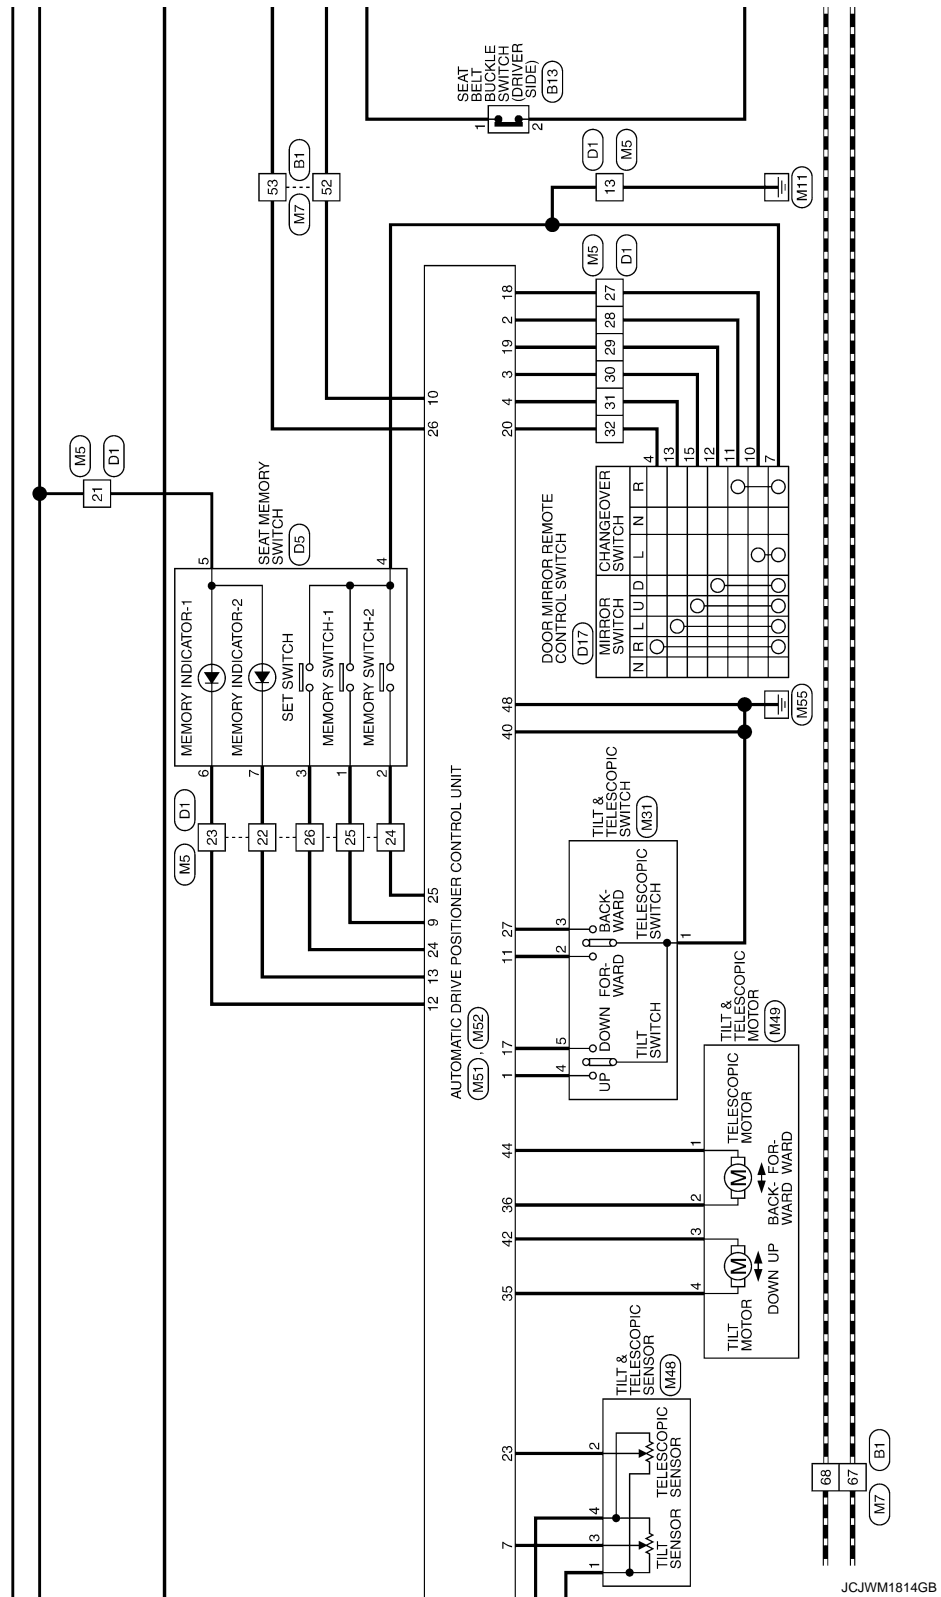 SEAT
BELT
BUCKLE
SWITCH
(DRIVER
SIDE)
B13
1
2
53
52
M7
B1
D1
M5
13
M11
M5
D1
18
27
2
28
19
29
3
30
4
31
20
32
10
26
M5
D1
21
SEAT MEMORY
SWITCH
D5
5
4
MEMORY INDICATOR-1
MEMORY INDICATOR-2
SET SWITCH
MEMORY SWITCH-1
MEMORY SWITCH-2
6
7
3
1
2
M5
D1
23
22
26
25
24
25
9
24
13
12
DOOR MIRROR REMOTE
CONTROL SWITCH
D17
4
13
15
12
11
10
7
MIRROR
SWITCH
CHANGEOVER
SWITCH
N
R
L
U
D
L
N
R
48
40
M55
AUTOMATIC DRIVE POSITIONER CONTROL UNIT
M51 , M52
TILT &
TELESCOPIC
SWITCH
M31
27
3
11
2
17
5
1
4
1
BACK-
WARD
FOR-
WARD
TELESCOPIC
SWITCH
DOWN
UP
TILT
SWITCH
TILT &
TELESCOPIC
MOTOR
M49
44
1
36
2
42
3
35
4
M
M
TELESCOPIC
MOTOR
BACK- FOR-
WARD WARD
DOWN UP
TILT
MOTOR
TILT &
TELESCOPIC
SENSOR
M48
23
2
4
7
3
1
TELESCOPIC
SENSOR
TILT
SENSOR
68
67
M7
B1
JCJWM1814GB